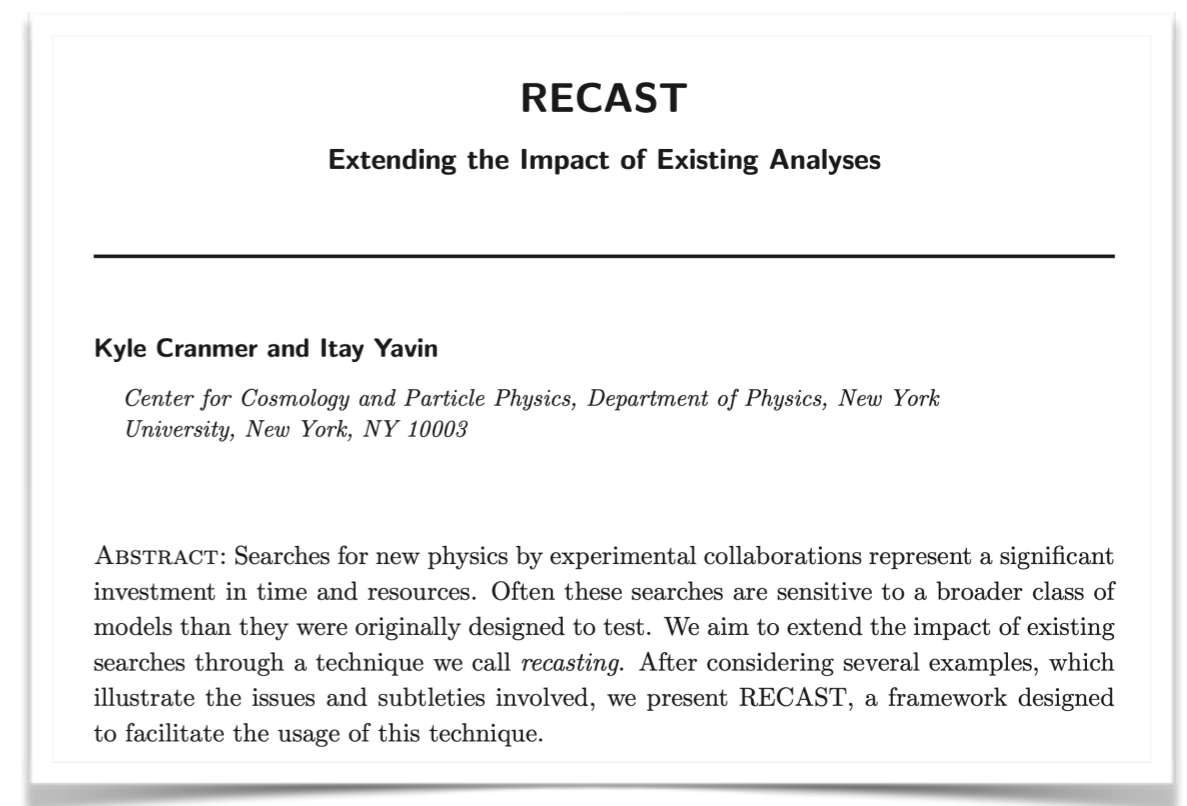 RECAST
Extending the Impact of Existing Analyses
Kyle Cranmer and Itay Yavin
Center for Cosmology and Particle Physics, Department of Physics, New York
University, New York, NY 10003
ABSTRACT: Searches for new physics by experimental collaborations represent a significant
investment in time and resources. Often these searches are sensitive to a broader class of
models than they were originally designed to test. We aim to extend the impact of existing
searches through a technique we call recasting. After considering several examples, which
illustrate the issues and subtleties involved, we present RECAST, a framework designed
to facilitate the usage of this technique.